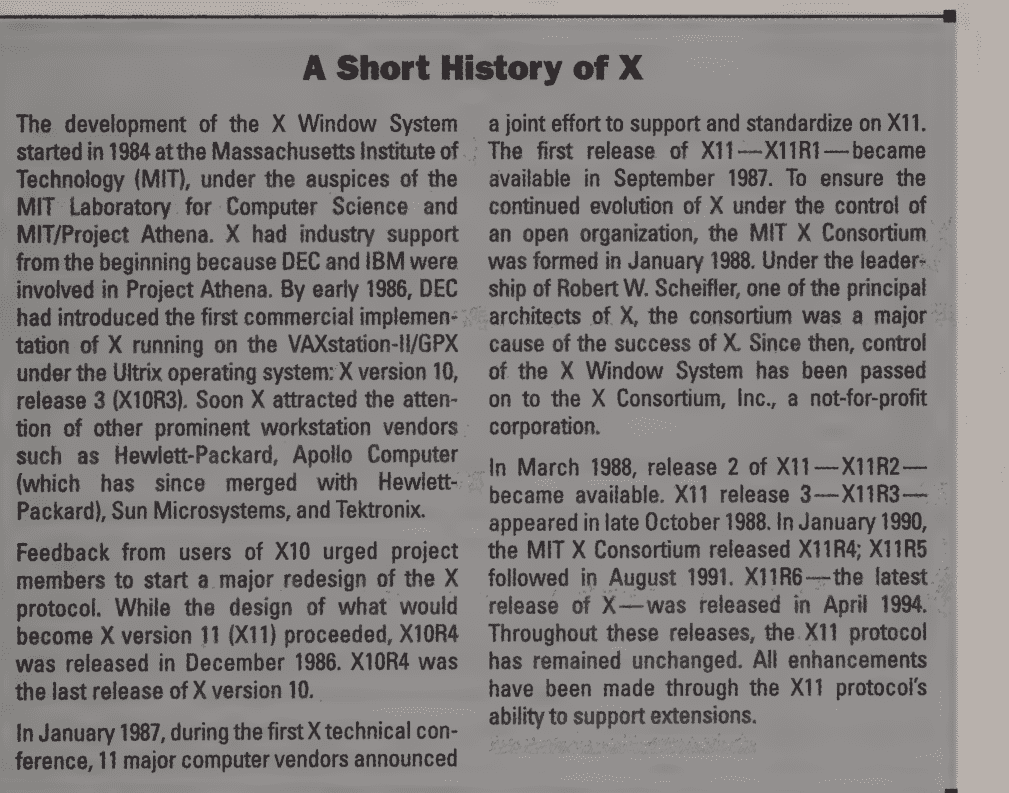 A Short History of X
The development of the X Window System
started in 1984 at the Massachusetts Institute of
Technology (MIT), under the auspices of the
MIT Laboratory for Computer Science and
MIT/Project Athena. X had industry support
from the beginning because DEC and IBM were
involved in Project Athena. By early 1986, DEC
had introduced the first commercial implemen-
tation of X running on the VAXstation-II/GPX
under the Ultrix operating system: X version 10,
release 3 (X10R3). Soon X attracted the atten-
tion of other prominent workstation vendors
such as Hewlett-Packard, Apollo Computer
(which has since merged with Hewlett-
Packard), Sun Microsystems, and Tektronix.
Feedback from users of X10 urged project
members to start a major redesign of the X
protocol. While the design of what would
become X version 11 (X11) proceeded, X10R4
was released in December 1986. X10R4 was
the last release of X version 10.
In January 1987, during the first X technical con-
ference, 11 major computer vendors announced
a joint effort to support and standardize on X11.
The first release of X11—X11R1—became
available in September 1987. To ensure the
continued evolution of X under the control of
an open organization, the MIT X Consortium
was formed in January 1988. Under the leader-
ship of Robert W. Scheifler, one of the principal
architects of X, the consortium was a major
cause of the success of X. Since then, control
of the X Window System has been passed
on to the X Consortium, Inc., a not-for-profit
corporation.
In March 1988, release 2 of X11—X11R2—
became available. X11 release 3—X11R3—
appeared in late October 1988. In January 1990,
the MIT X Consortium released X11R4; X11R5
followed in August 1991. X11R6—the latest
release of X—was released in April 1994.
Throughout these releases, the X11 protocol
has remained unchanged. All enhancements
have been made through the X11 protocol's
ability to support extensions.